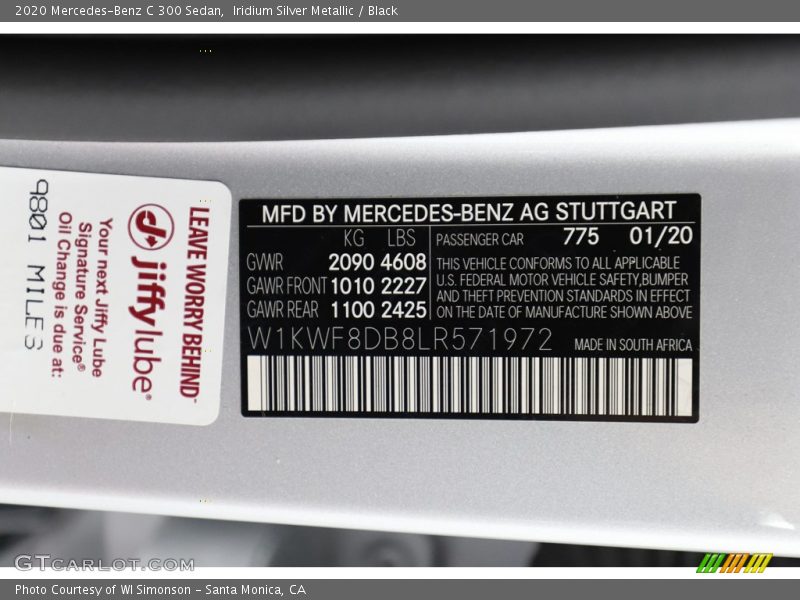 2020 Mercedes-Benz C 300 Sedan, Iridium Silver Metallic / Black
MFD BY MERCEDES-BENZ AG STUTTGART
KG LBS
GVWR 2090 4608
GAWR FRONT 1010 2227
GAWR REAR 1100 2425
PASSENGER CAR 775 01/20
THIS VEHICLE CONFORMS TO ALL APPLICABLE
U.S. FEDERAL MOTOR VEHICLE SAFETY,BUMPER
AND THEFT PREVENTION STANDARDS IN EFFECT
ON THE DATE OF MANUFACTURE SHOWN ABOVE
W1KWF8DB8LR571972
MADE IN SOUTH AFRICA
LEAVE WORRY BEHIND™
jiffy lube®
Your next Jiffy Lube
Signature Service®
Oil Change is due at:
9801 MILES
GTCARLOT.COM
Photo Courtesy of WI Simonson - Santa Monica, CA